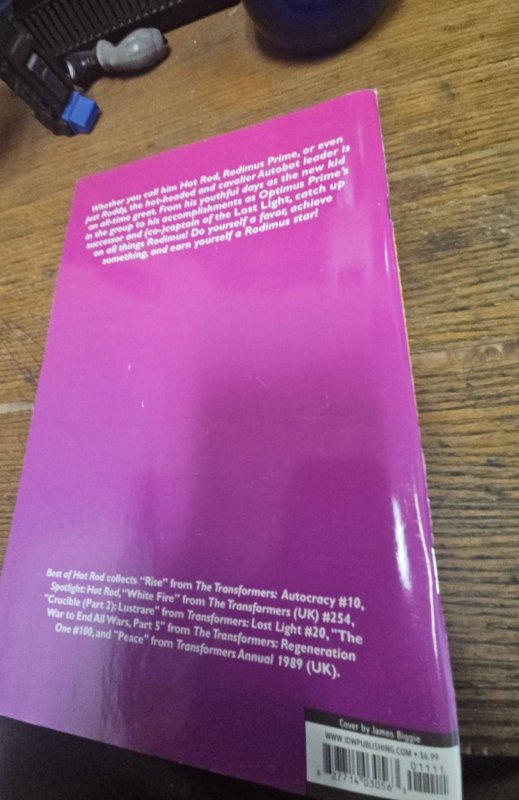 Whether you call him Hot Rod, Rodimus Prime, or even
just Roddy, the hot-headed and cavalier Autobot leader is
an all-time great. From his youthful days as the new kid
in the group to his accomplishments as Optimus Prime's
successor and (co-)captain of the Lost Light, catch up
on all things Rodimus! Do yourself a favor, achieve
something, and earn yourself a Rodimus star!
Best of Hot Rod collects “Rise” from The Transformers: Autocracy #10,
Spotlight: Hot Rod, “White Fire” from The Transformers (UK) #254,
“Crucible (Part 2): Lustrare” from Transformers: Lost Light #20, “The
War to End All Wars, Part 5” from The Transformers: Regeneration
One #100, and “Peace” from Transformers Annual 1989 (UK).
Cover by James Biggie
WWW.IDWPUBLISHING.COM • $6.99
01111
8 27714 03056 3